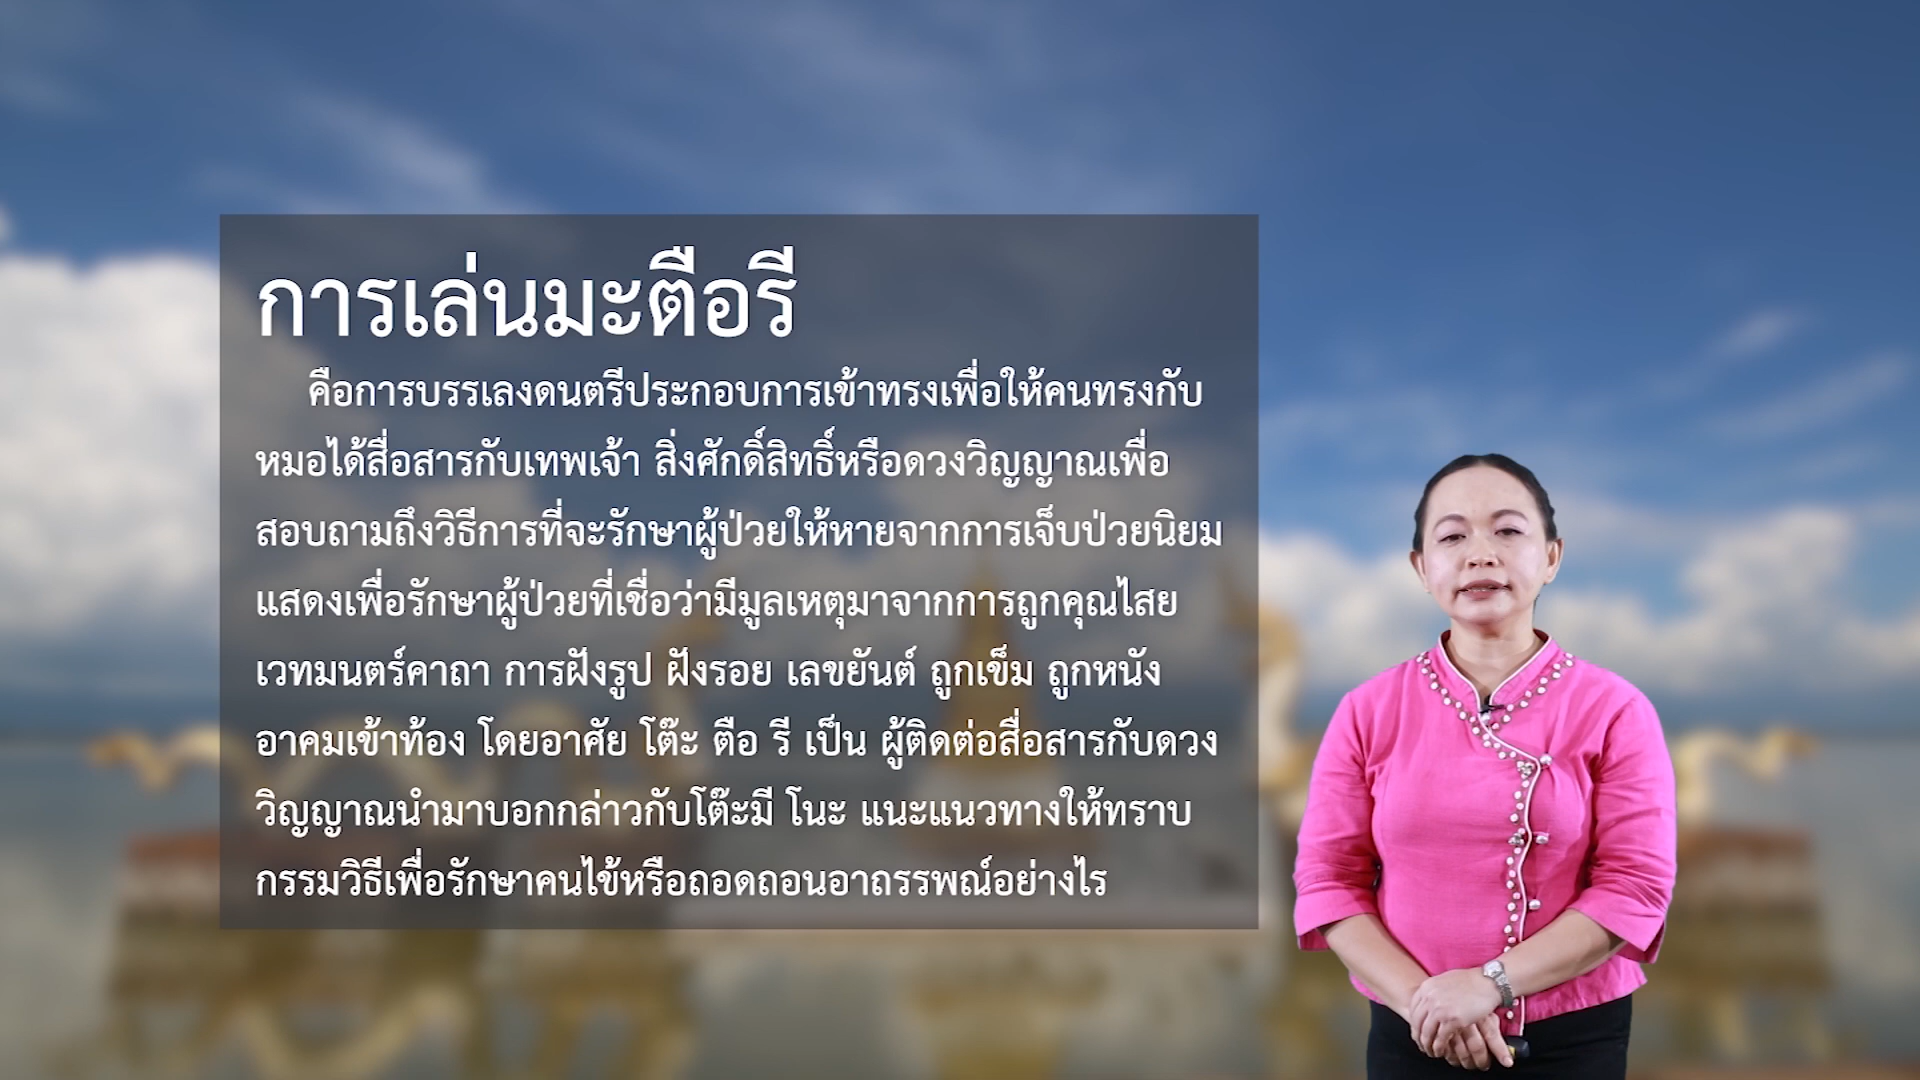 การเล่นมะตือรี
คือการบรรเลงดนตรีประกอบการเข้าทรงเพื่อให้คนทรงกับ
หมอได้สื่อสารกับเทพเจ้า สิ่งศักดิ์สิทธิ์หรือดวงวิญญาณเพื่อ
สอบถามถึงวิธีการที่จะรักษาผู้ป่วยให้หายจากการเจ็บป่วยนิยม
แสดงเพื่อรักษาผู้ป่วยที่เชื่อว่ามีมูลเหตุมาจากการถูกคุณไสย
เวทมนตร์คาถา การฝังรูป ฝังรอย เลขยันต์ ถูกเข็ม ถูกหนัง
อาคมเข้าท้อง โดยอาศัย โต๊ะ ตือ รี เป็น ผู้ติดต่อสื่อสารกับดวง
วิญญาณนำมาบอกกล่าวกับโต๊ะมี โนะ แนะแนวทางให้ทราบ
กรรมวิธีเพื่อรักษาคนไข้หรือถอดถอนอาถรรพณ์อย่างไร